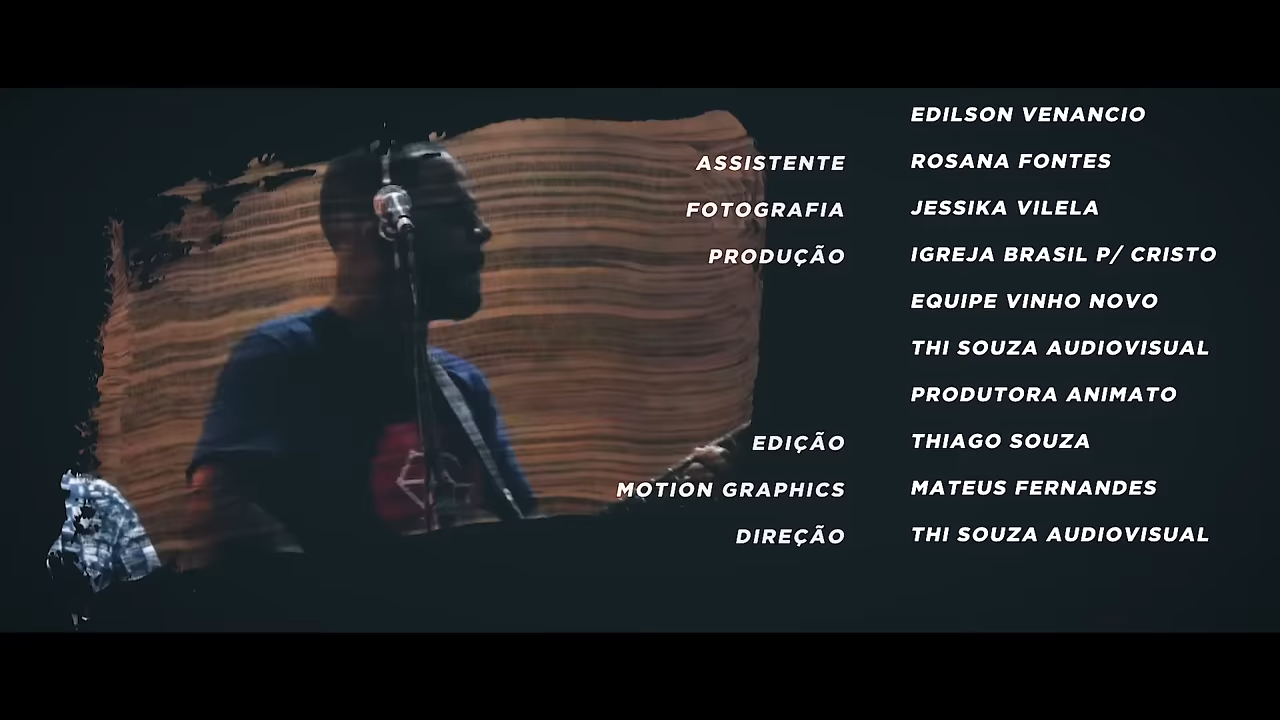 EDILSON VENANCIO
ASSISTENTE ROSANA FONTES
FOTOGRAFIA JESSIKA VILELA
PRODUÇÃO IGREJA BRASIL P/ CRISTO
EQUIPE VINHO NOVO
THI SOUZA AUDIOVISUAL
PRODUTORA ANIMATO
EDIÇÃO THIAGO SOUZA
MOTION GRAPHICS MATEUS FERNANDES
DIREÇÃO THI SOUZA AUDIOVISUAL